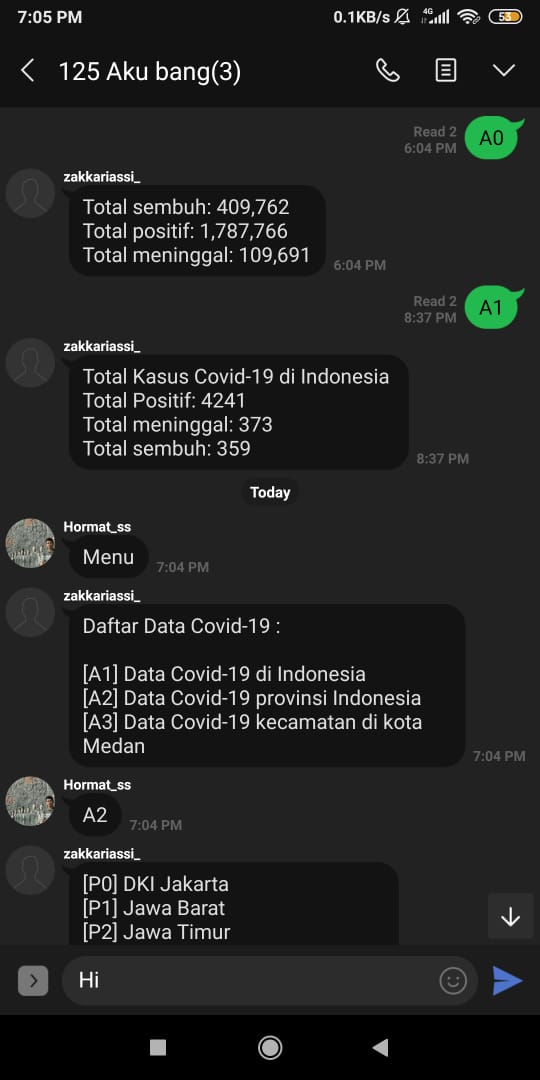 7:05 PM
0.1KB/s
4G
53
125 Aku bang(3)
Read 2
6:04 PM
A0
zakkariassi_
Total sembuh: 409,762
Total positif: 1,787,766
Total meninggal: 109,691
6:04 PM
Read 2
8:37 PM
A1
zakkariassi_
Total Kasus Covid-19 di Indonesia
Total Positif: 4241
Total meninggal: 373
Total sembuh: 359
8:37 PM
Today
Hormat_ss
Menu
7:04 PM
zakkariassi_
Daftar Data Covid-19 :
[A1] Data Covid-19 di Indonesia
[A2] Data Covid-19 provinsi Indonesia
[A3] Data Covid-19 kecamatan di kota
Medan
7:04 PM
Hormat_ss
A2
7:04 PM
zakkariassi_
[P0] DKI Jakarta
[P1] Jawa Barat
[P2] Jawa Timur
Hi